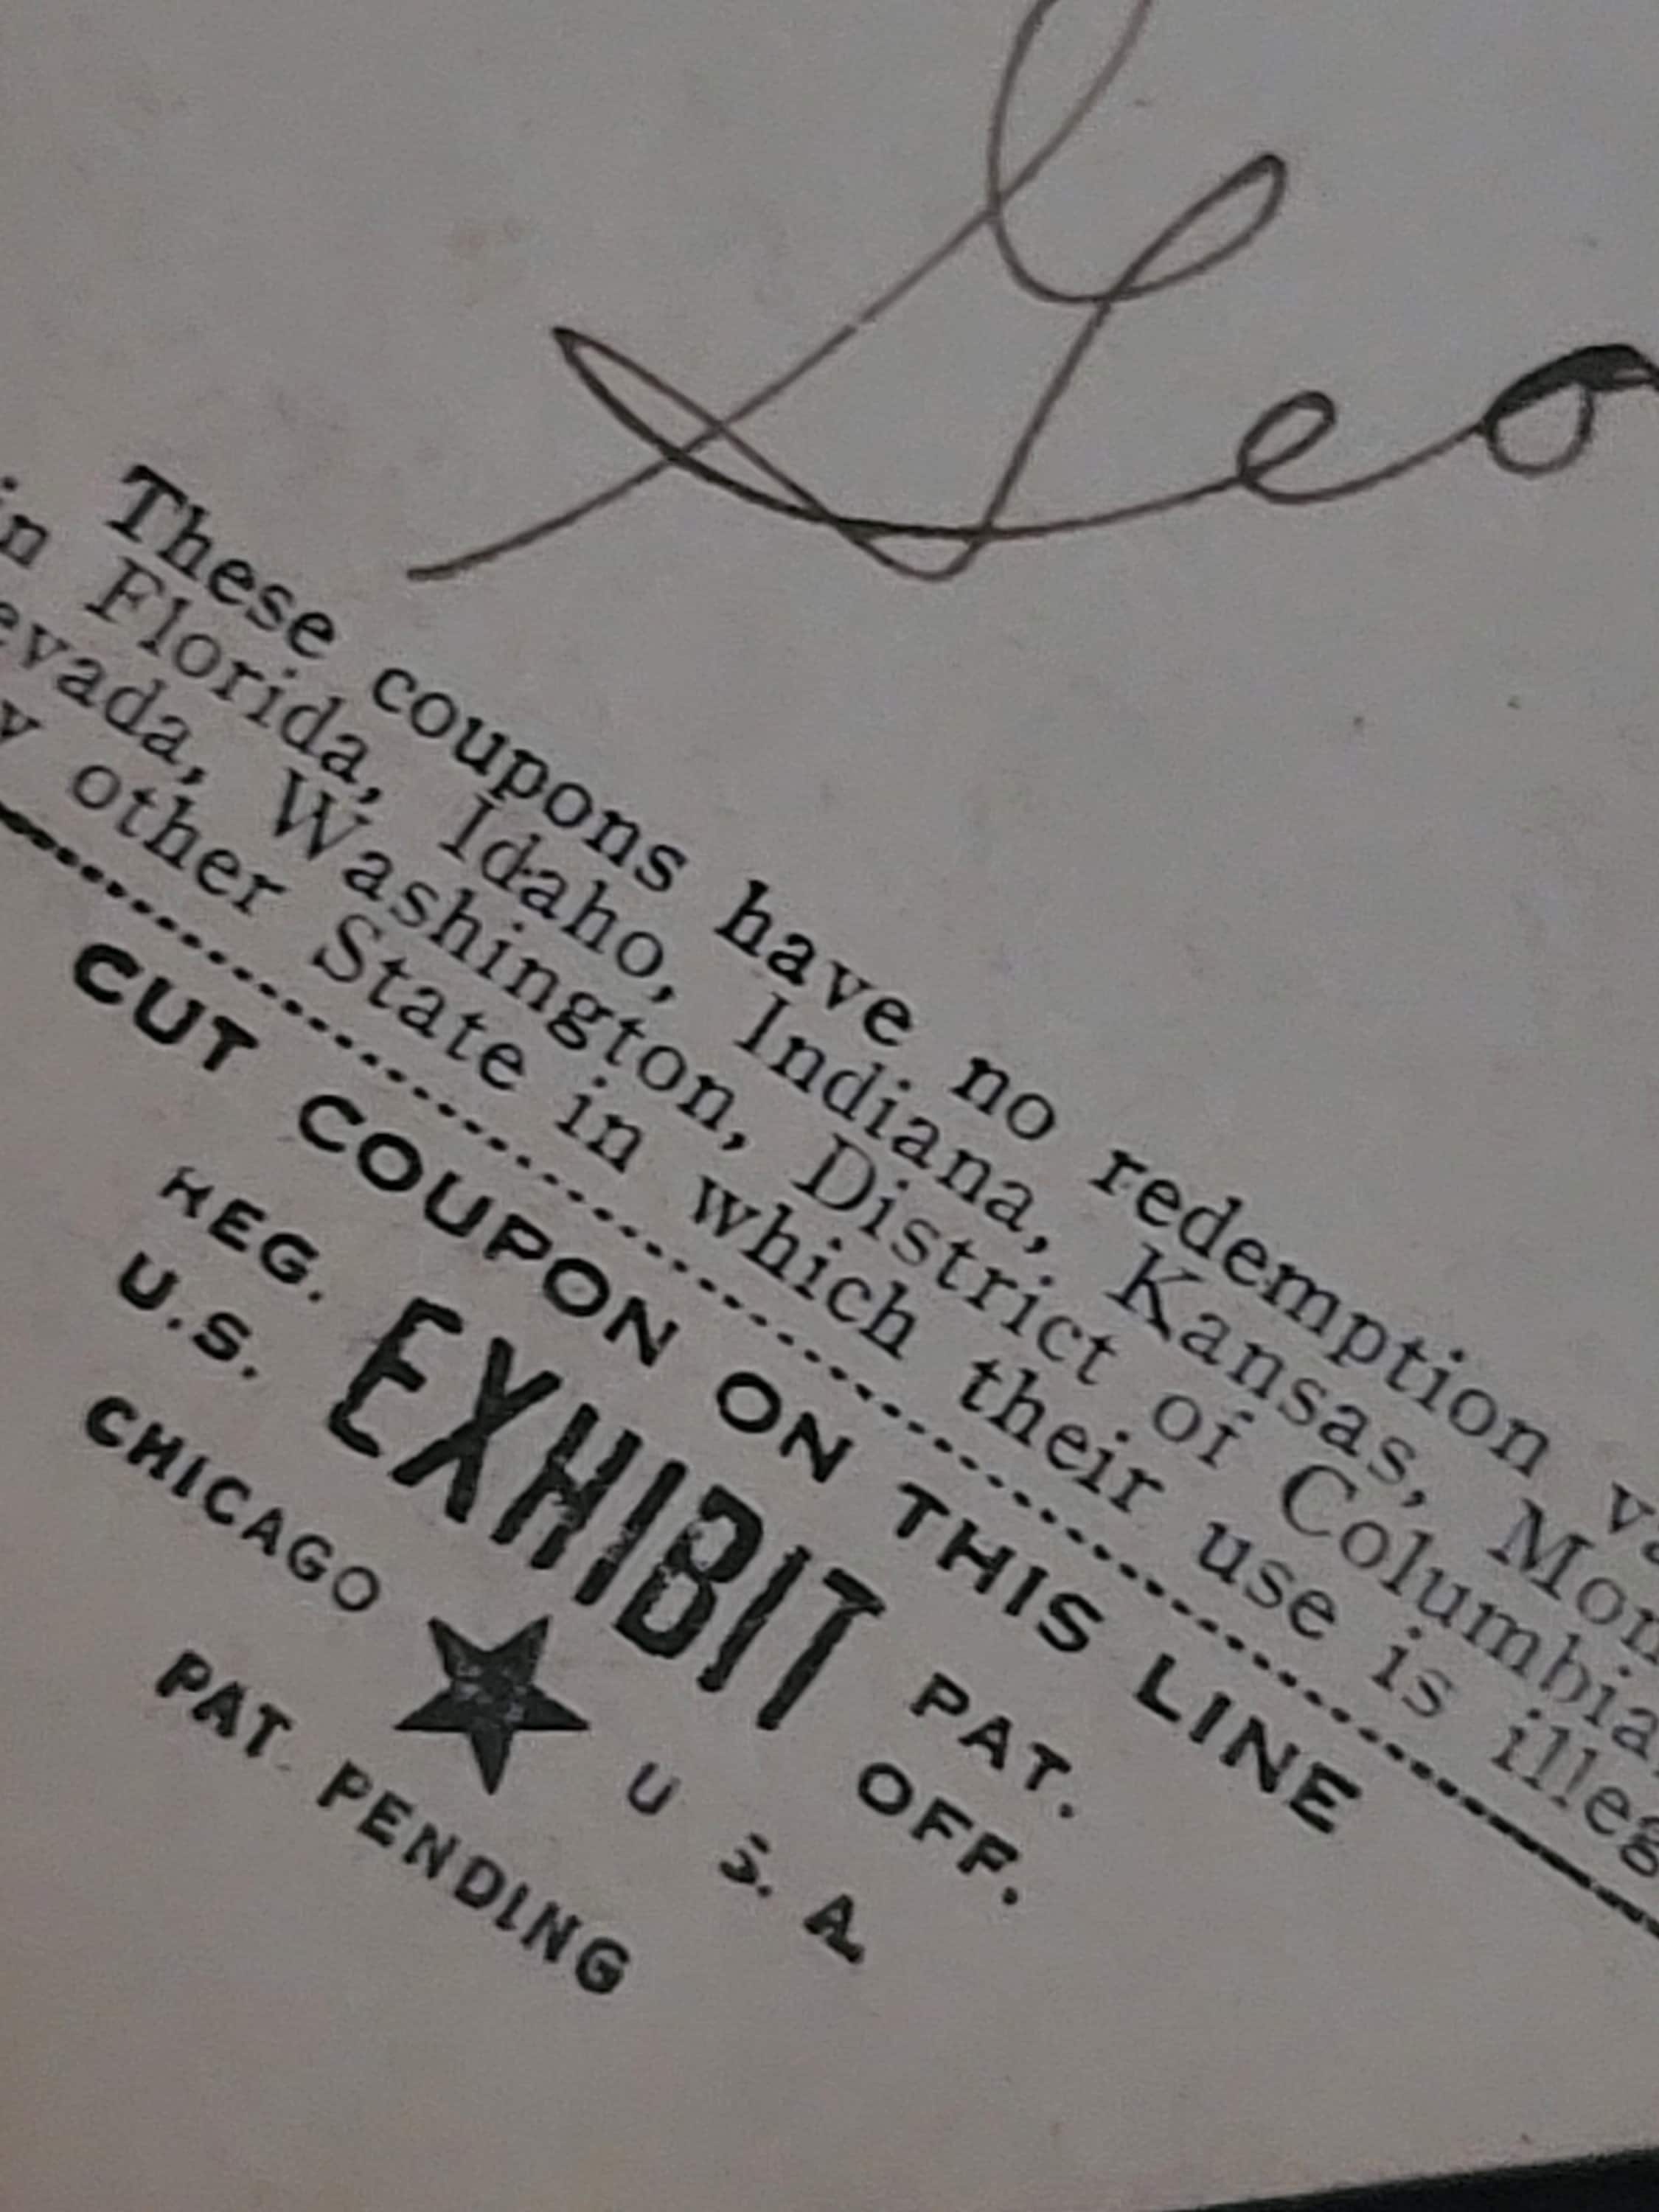 Geo
These coupons have no redemption
in Florida, Idaho, Indiana, Kansas,
Washington, District of Columbia,
other State in which their use is
CUT COUPON ON THIS LINE
REG. EXHIBIT PAT.
U.S. OFF.
CHICAGO ★ U S. A.
PAT. PENDING